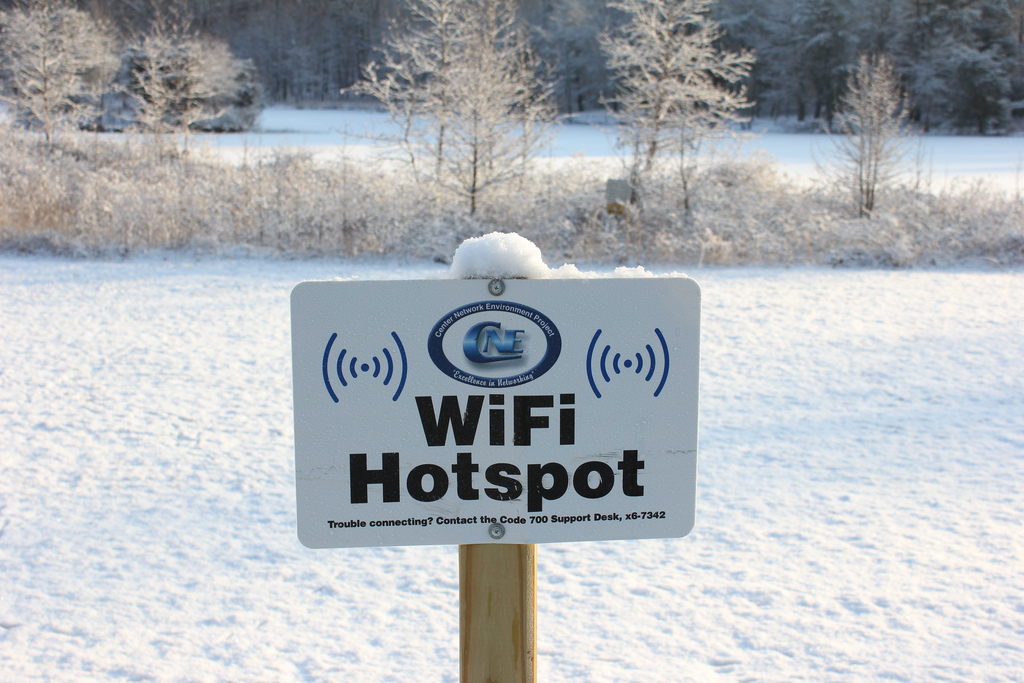 Center Network Environment Project
CNE
"Excellence in Networking"
WiFi
Hotspot
Trouble connecting? Contact the Code 700 Support Desk, x6-7342